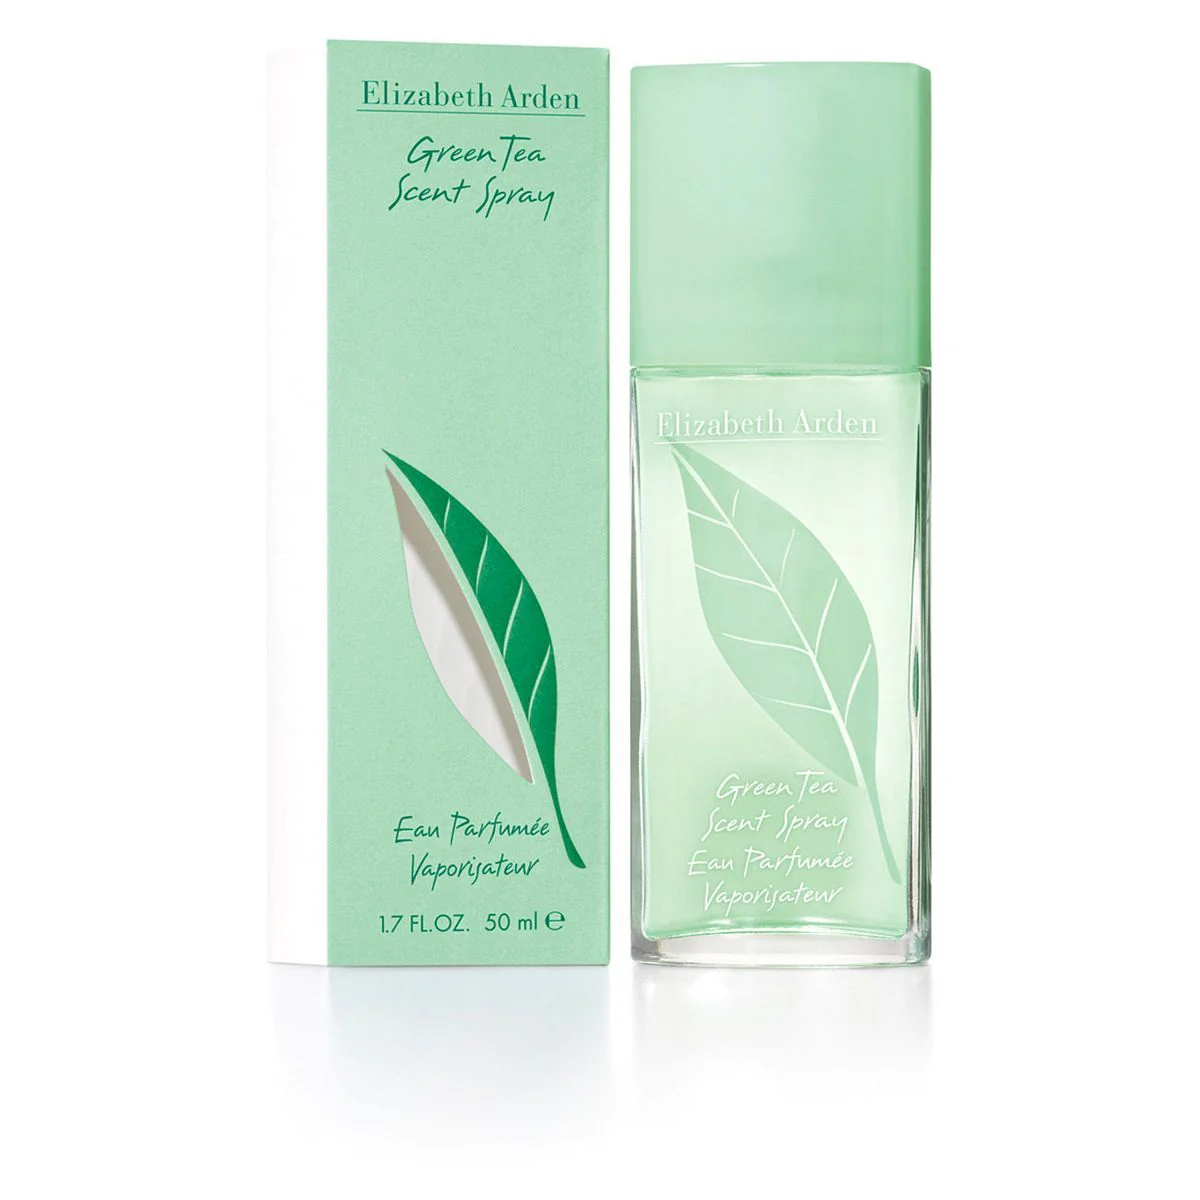 Elizabeth Arden
Green Tea
Scent Spray
Eau Parfumée
Vaporisateur
1.7 FL.OZ. 50 ml ℮
Elizabeth Arden
Green Tea
Scent Spray
Eau Parfumée
Vaporisateur